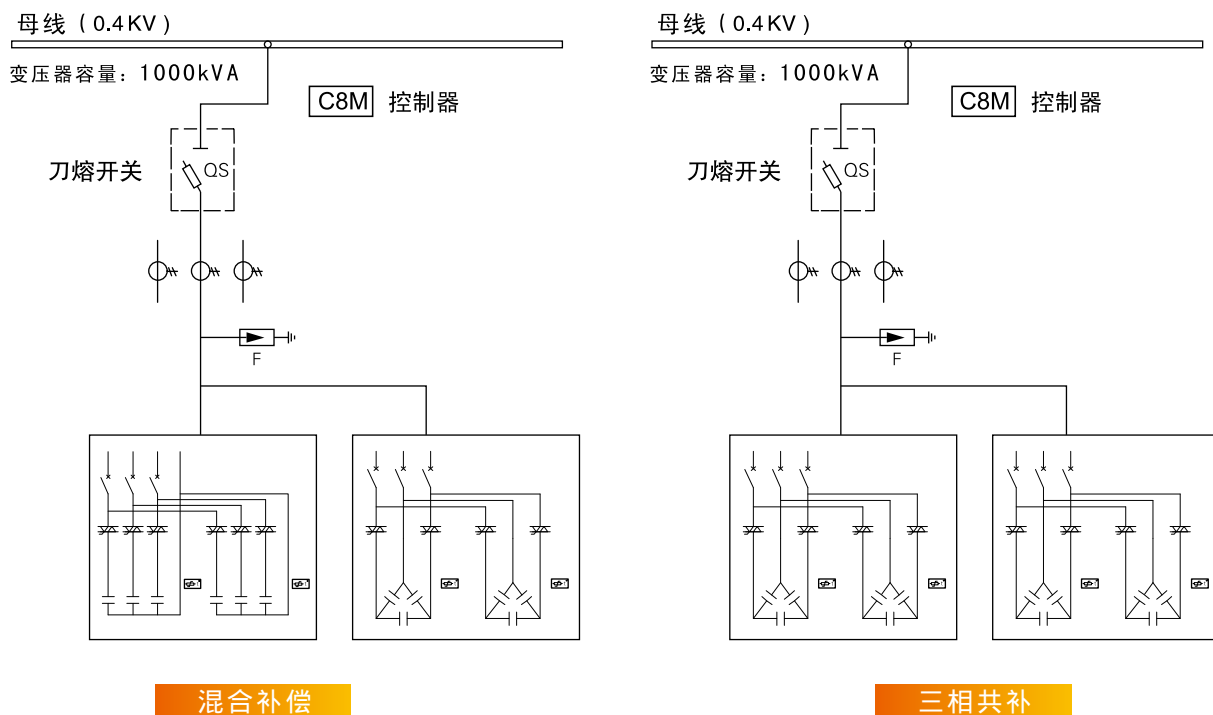 母线（0.4KV）
变压器容量：1000kVA
C8M 控制器
刀熔开关
QS
F
混合补偿
母线（0.4KV）
变压器容量：1000kVA
C8M 控制器
刀熔开关
QS
F
三相共补